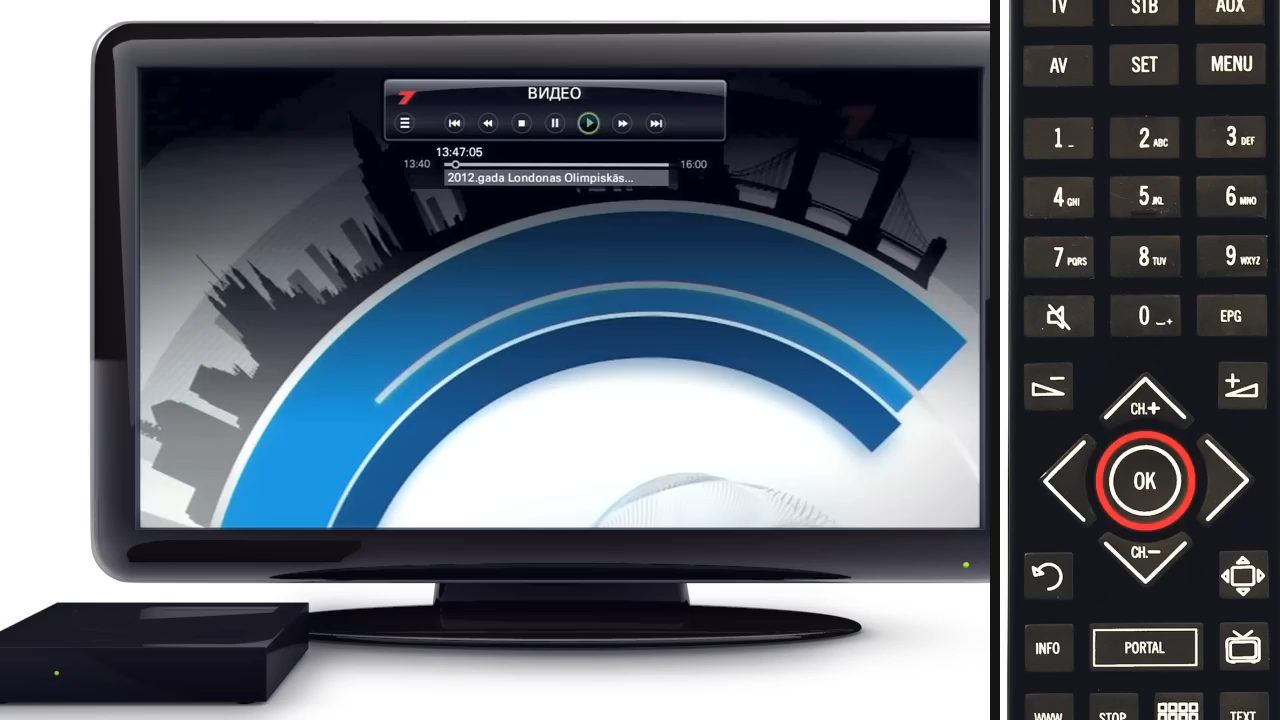 7
ВИДЕО
13:47:05
13:40
16:00
2012.gada Londonas Olimpiskās...
TV STB AUX
AV SET MENU
1 _ 2 ABC 3 DEF
4 GHI 5 JKL 6 MNO
7 PQRS 8 TUV 9 WXYZ
0 _+ EPG
CH.+
OK
CH.-
INFO PORTAL
WWW STOP TEXT